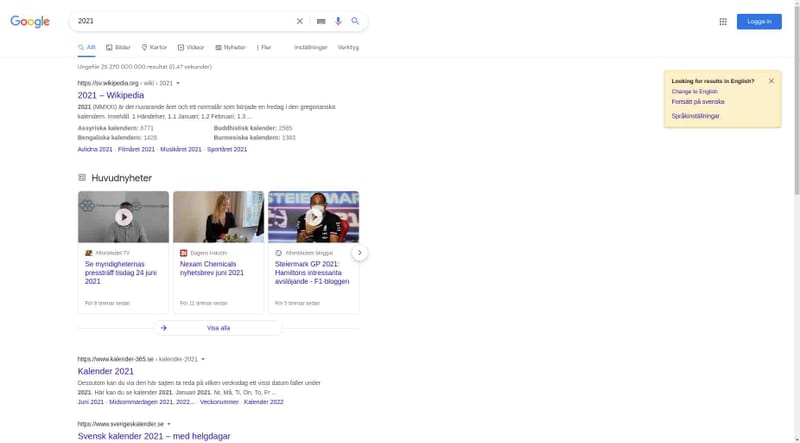 Google
2021
Logga in
Allt Bilder Kartor Videor Nyheter Fler Inställningar Verktyg
Ungefär 25 270 000 000 resultat (0,47 sekunder)
https://sv.wikipedia.org › wiki › 2021
2021 – Wikipedia
2021 (MMXXI) är det nuvarande året och ett normalår som började en fredag i den gregorianska
kalendern. Innehåll. 1 Händelser. 1.1 Januari; 1.2 Februari; 1.3 ...
Assyriska kalendern: 6771 Buddhistisk kalender: 2565
Bengaliska kalendern: 1428 Burmesiska kalendern: 1383
Avlidna 2021 · Filmåret 2021 · Musikåret 2021 · Sportåret 2021
Looking for results in English?
Change to English
Fortsätt på svenska
Språkinställningar
Huvudnyheter
Aftonbladet TV
Se myndigheternas
pressträff tisdag 24 juni
2021
För 8 timmar sedan
Dagens industri
Nexam Chemicals
nyhetsbrev juni 2021
För 11 timmar sedan
STEIERMARK
Aftonbladets bloggar
Steiermark GP 2021:
Hamiltons intressanta
avslöjande - F1-bloggen
För 5 timmar sedan
Visa alla
https://www.kalender-365.se › kalender-2021
Kalender 2021
Dessutom kan du via den här sajten ta reda på vilken veckodag ett visst datum faller under
2021. Här kan du se kalender 2021. Januari 2021. Nr, Må, Ti, On, To, Fr ...
Juni 2021 · Midsommardagen 2021, 2022... · Veckonummer · Kalender 2022
https://www.sverigeskalender.se
Svensk kalender 2021 – med helgdagar